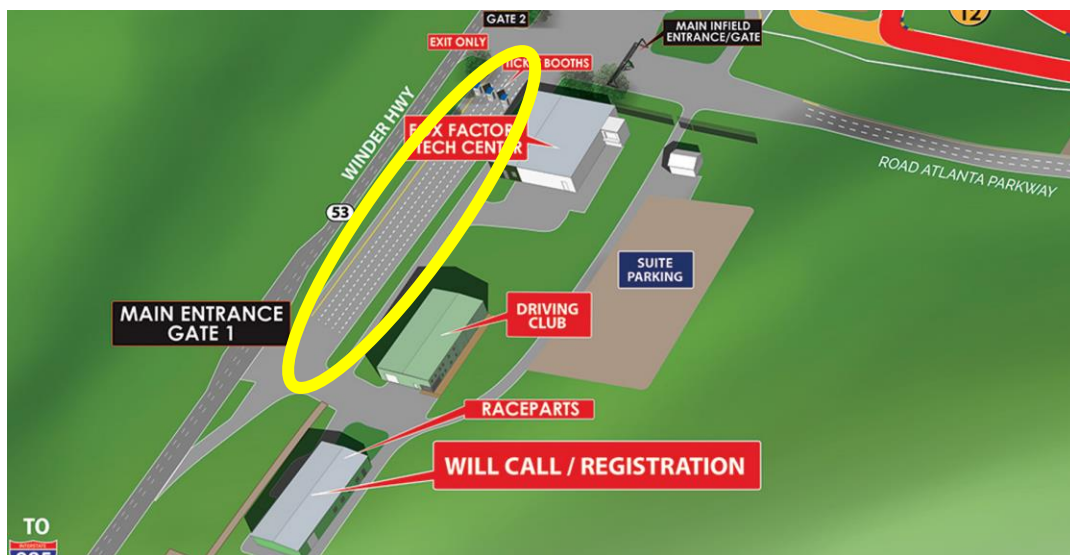 12
GATE 2
MAIN INFIELD
ENTRANCE/GATE
EXIT ONLY
BOOTHS
WINDER HWY
TECH CENTER
ROAD ATLANTA PARKWAY
53
SUITE
PARKING
MAIN ENTRANCE
GATE 1
DRIVING
CLUB
RACEPARTS
WILL CALL / REGISTRATION
TO